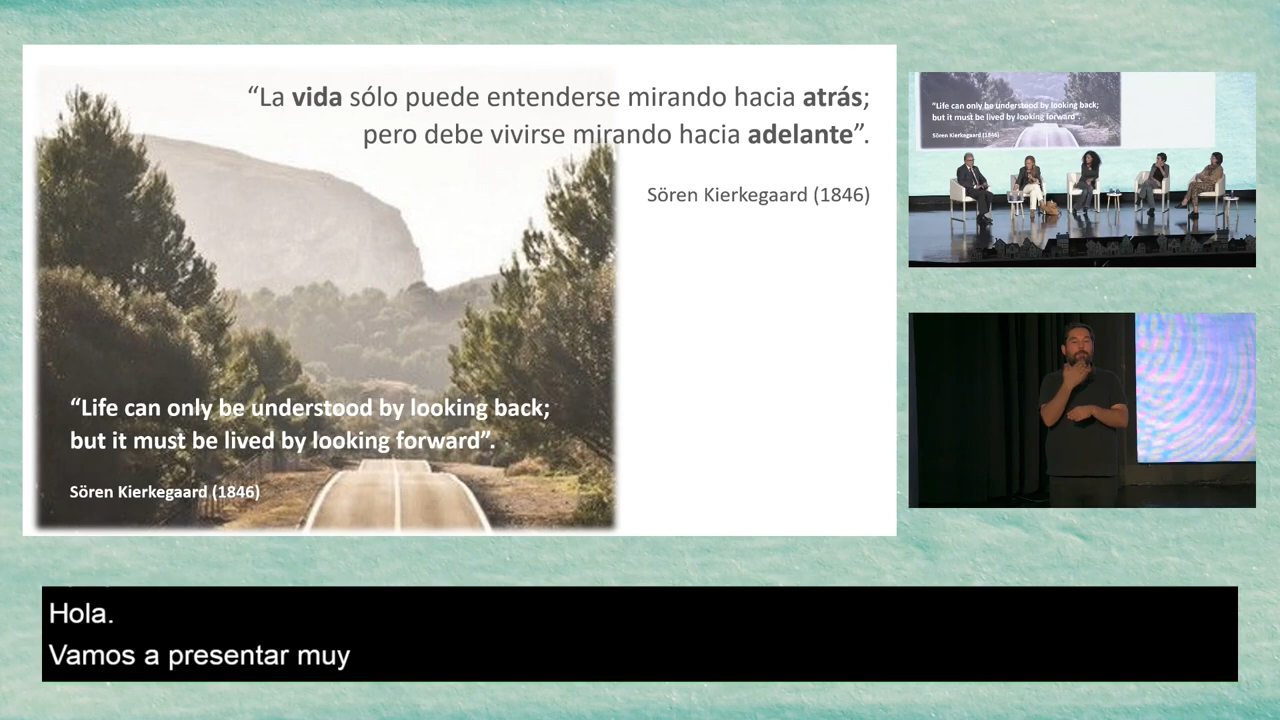 “La vida sólo puede entenderse mirando hacia atrás;
pero debe vivirse mirando hacia adelante”.
Sören Kierkegaard (1846)
“Life can only be understood by looking back;
but it must be lived by looking forward”.
Sören Kierkegaard (1846)
“Life can only be understood by looking back;
but it must be lived by looking forward”.
Sören Kierkegaard (1846)
Hola.
Vamos a presentar muy